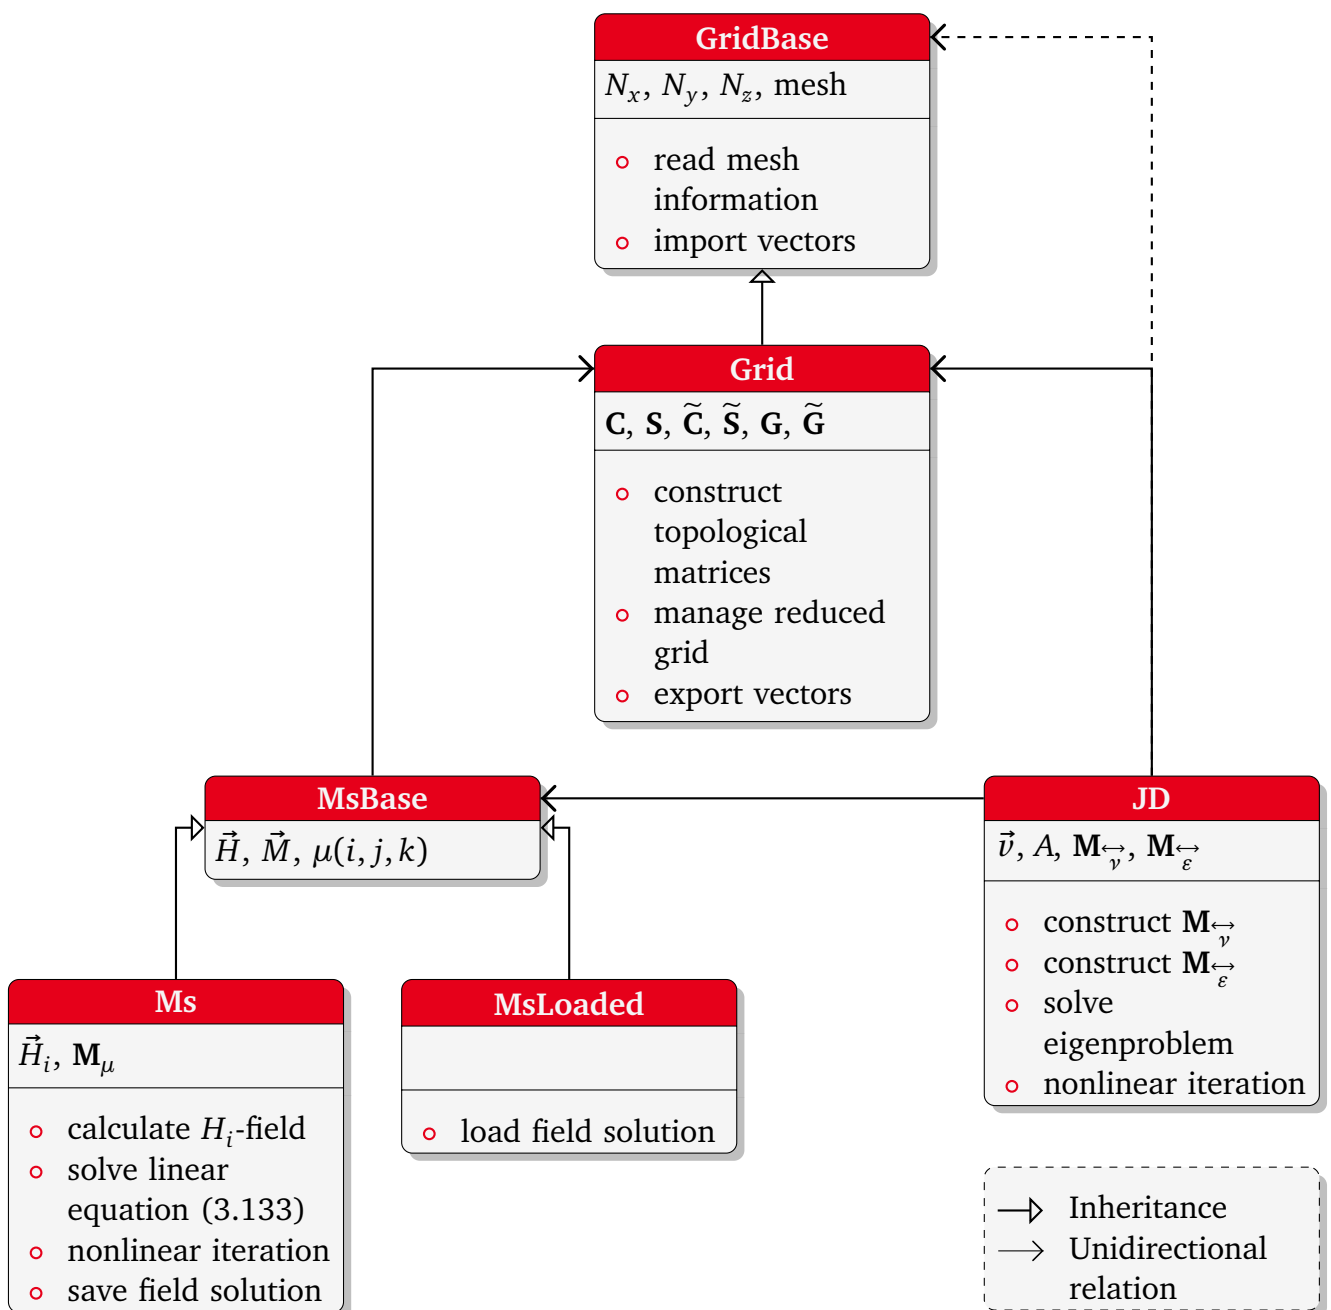 GridBase
N_x, N_y, N_z, mesh
read mesh
information
import vectors
Grid
C, S, C̃, S̃, G, G̃
construct
topological
matrices
manage reduced
grid
export vectors
MsBase
H⃗, M⃗, μ(i, j, k)
JD
v⃗, A, M_ν⃡, M_ε⃡
construct M_ν⃡
construct M_ε⃡
solve
eigenproblem
nonlinear iteration
Ms
H⃗_i, M_μ
calculate H_i-field
solve linear
equation (3.133)
nonlinear iteration
save field solution
MsLoaded
load field solution
Inheritance
Unidirectional
relation